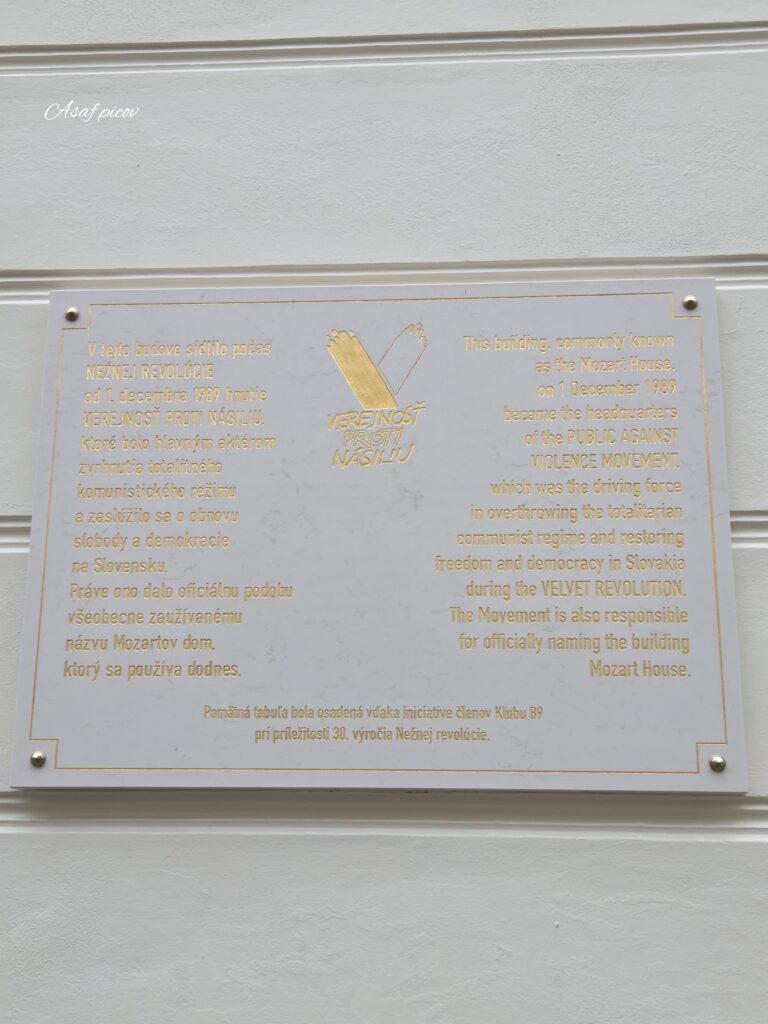 Asaf picov
V tejto budove sídlilo počas
NEŽNEJ REVOLÚCIE
od 1. decembra 1989 hnutie
VEREJNOSŤ PROTI NÁSILIU,
ktoré bolo hlavným aktérom
zvrhnutia totalitného
komunistického režimu
a zaslúžilo sa o obnovu
slobody a demokracie
na Slovensku.
Práve ono dalo oficiálnu podobu
všeobecne zaužívanému
názvu Mozartov dom,
ktorý sa používa dodnes.
VEREJNOSŤ
PROTI
NÁSILIU
This building, commonly known
as the Mozart House,
on 1 December 1989
became the headquarters
of the PUBLIC AGAINST
VIOLENCE MOVEMENT,
which was the driving force
in overthrowing the totalitarian
communist regime and restoring
freedom and democracy in Slovakia
during the VELVET REVOLUTION.
The Movement is also responsible
for officially naming the building
Mozart House.
Pamätná tabuľa bola osadená vďaka iniciatíve členov Klubu 89
pri príležitosti 30. výročia Nežnej revolúcie.